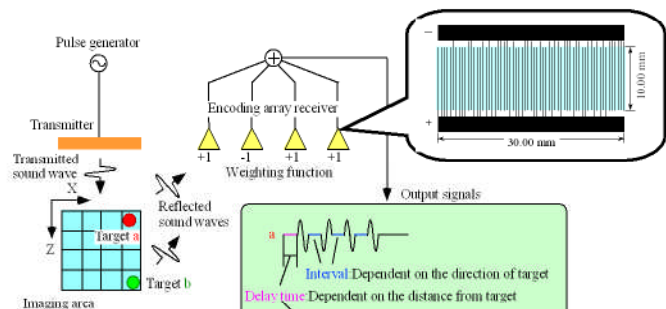 Pulse generator
Transmitter
Transmitted
sound wave
X
Z
Target a
Target b
Imaging area
Reflected
sound waves
Encoding array receiver
+1 -1 +1 +1
Weighting function
−
+
10.00 mm
30.00 mm
Output signals
a
Interval:Dependent on the direction of target
Delay time:Dependent on the distance from target